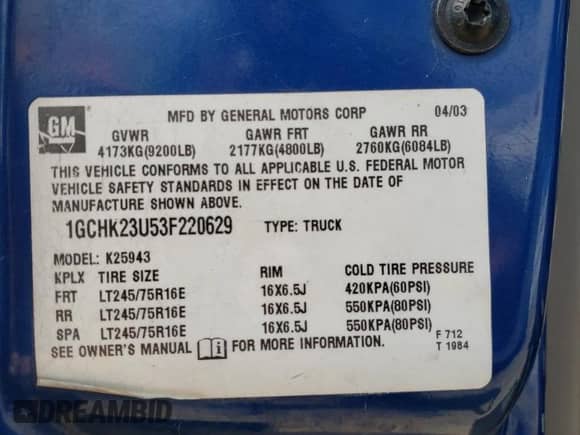 GM
MFD BY GENERAL MOTORS CORP 04/03
GVWR GAWR FRT GAWR RR
4173KG(9200LB) 2177KG(4800LB) 2760KG(6084LB)
THIS VEHICLE CONFORMS TO ALL APPLICABLE U.S. FEDERAL MOTOR
VEHICLE SAFETY STANDARDS IN EFFECT ON THE DATE OF
MANUFACTURE SHOWN ABOVE.
1GCHK23U53F220629 TYPE: TRUCK
MODEL: K25943
KPLX TIRE SIZE RIM COLD TIRE PRESSURE
FRT LT245/75R16E 16X6.5J 420KPA(60PSI)
RR LT245/75R16E 16X6.5J 550KPA(80PSI)
SPA LT245/75R16E 16X6.5J 550KPA(80PSI)
SEE OWNER'S MANUAL i FOR MORE INFORMATION.
F 712
T 1984
DREAMBID